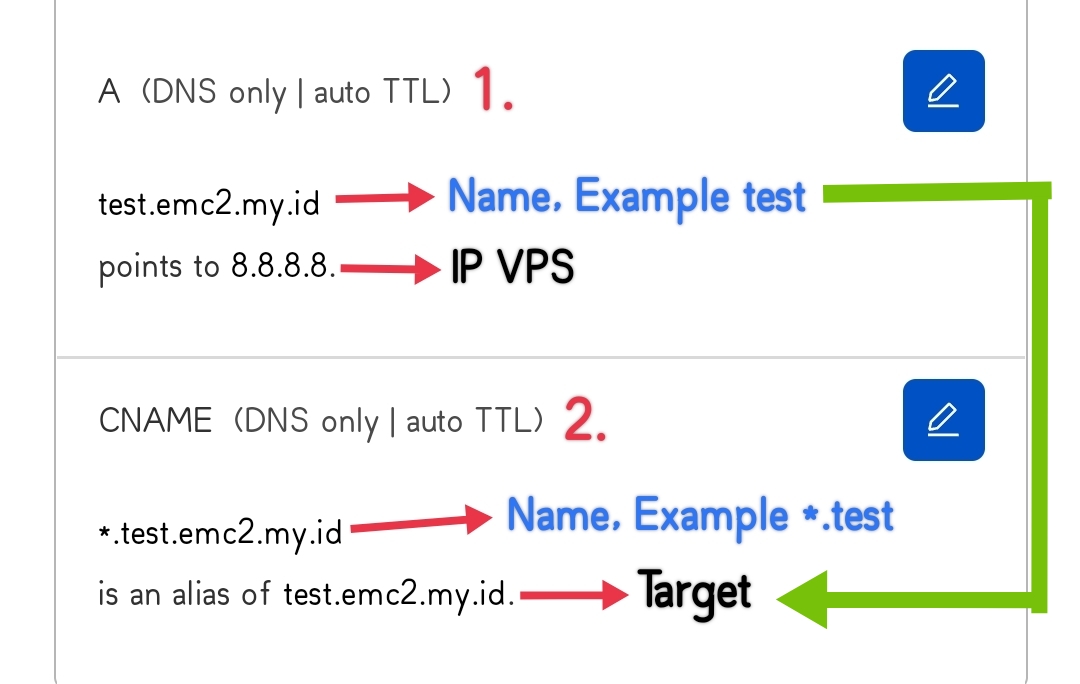 A (DNS only | auto TTL) 1.
test.emc2.my.id Name, Example test
points to 8.8.8.8. IP VPS
CNAME (DNS only | auto TTL) 2.
*.test.emc2.my.id Name, Example *.test
is an alias of test.emc2.my.id. Target